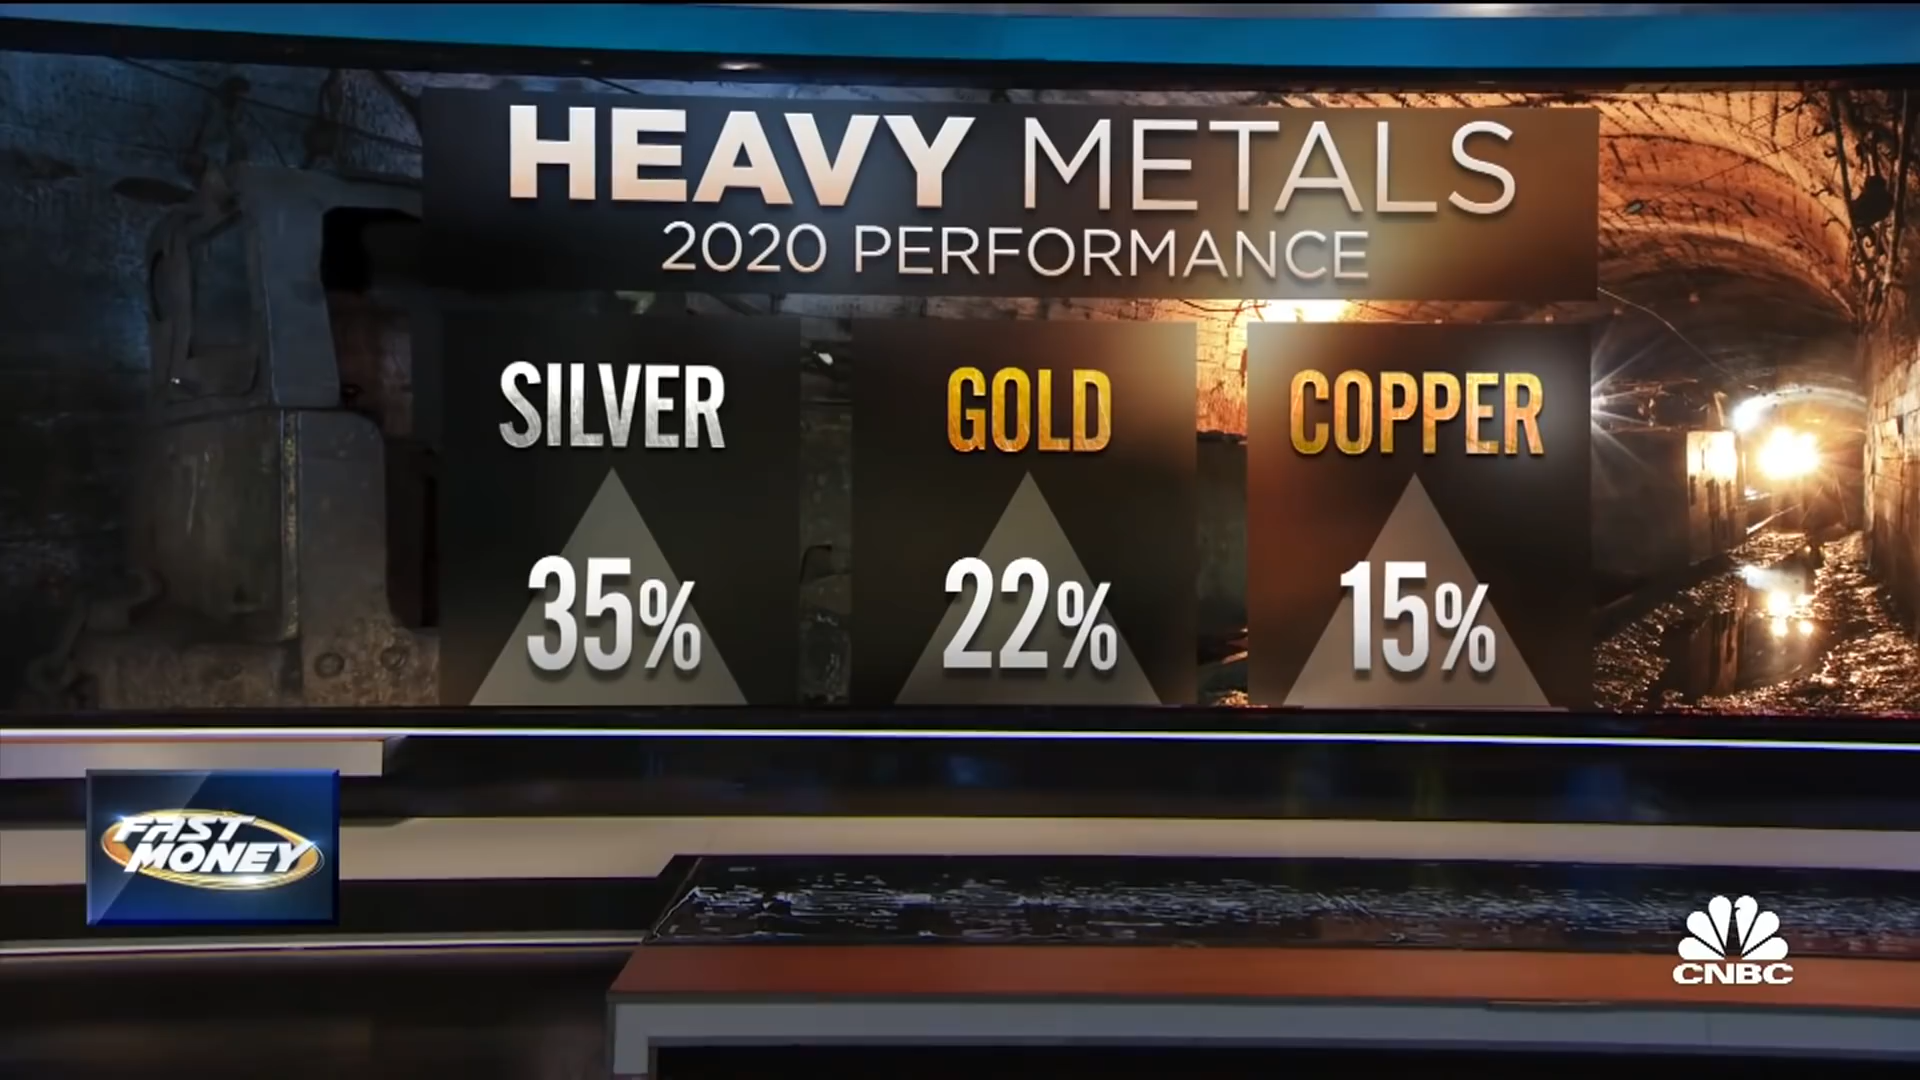 HEAVY METALS
2020 PERFORMANCE
SILVER
GOLD
COPPER
35%
22%
15%
FAST
MONEY
CNBC